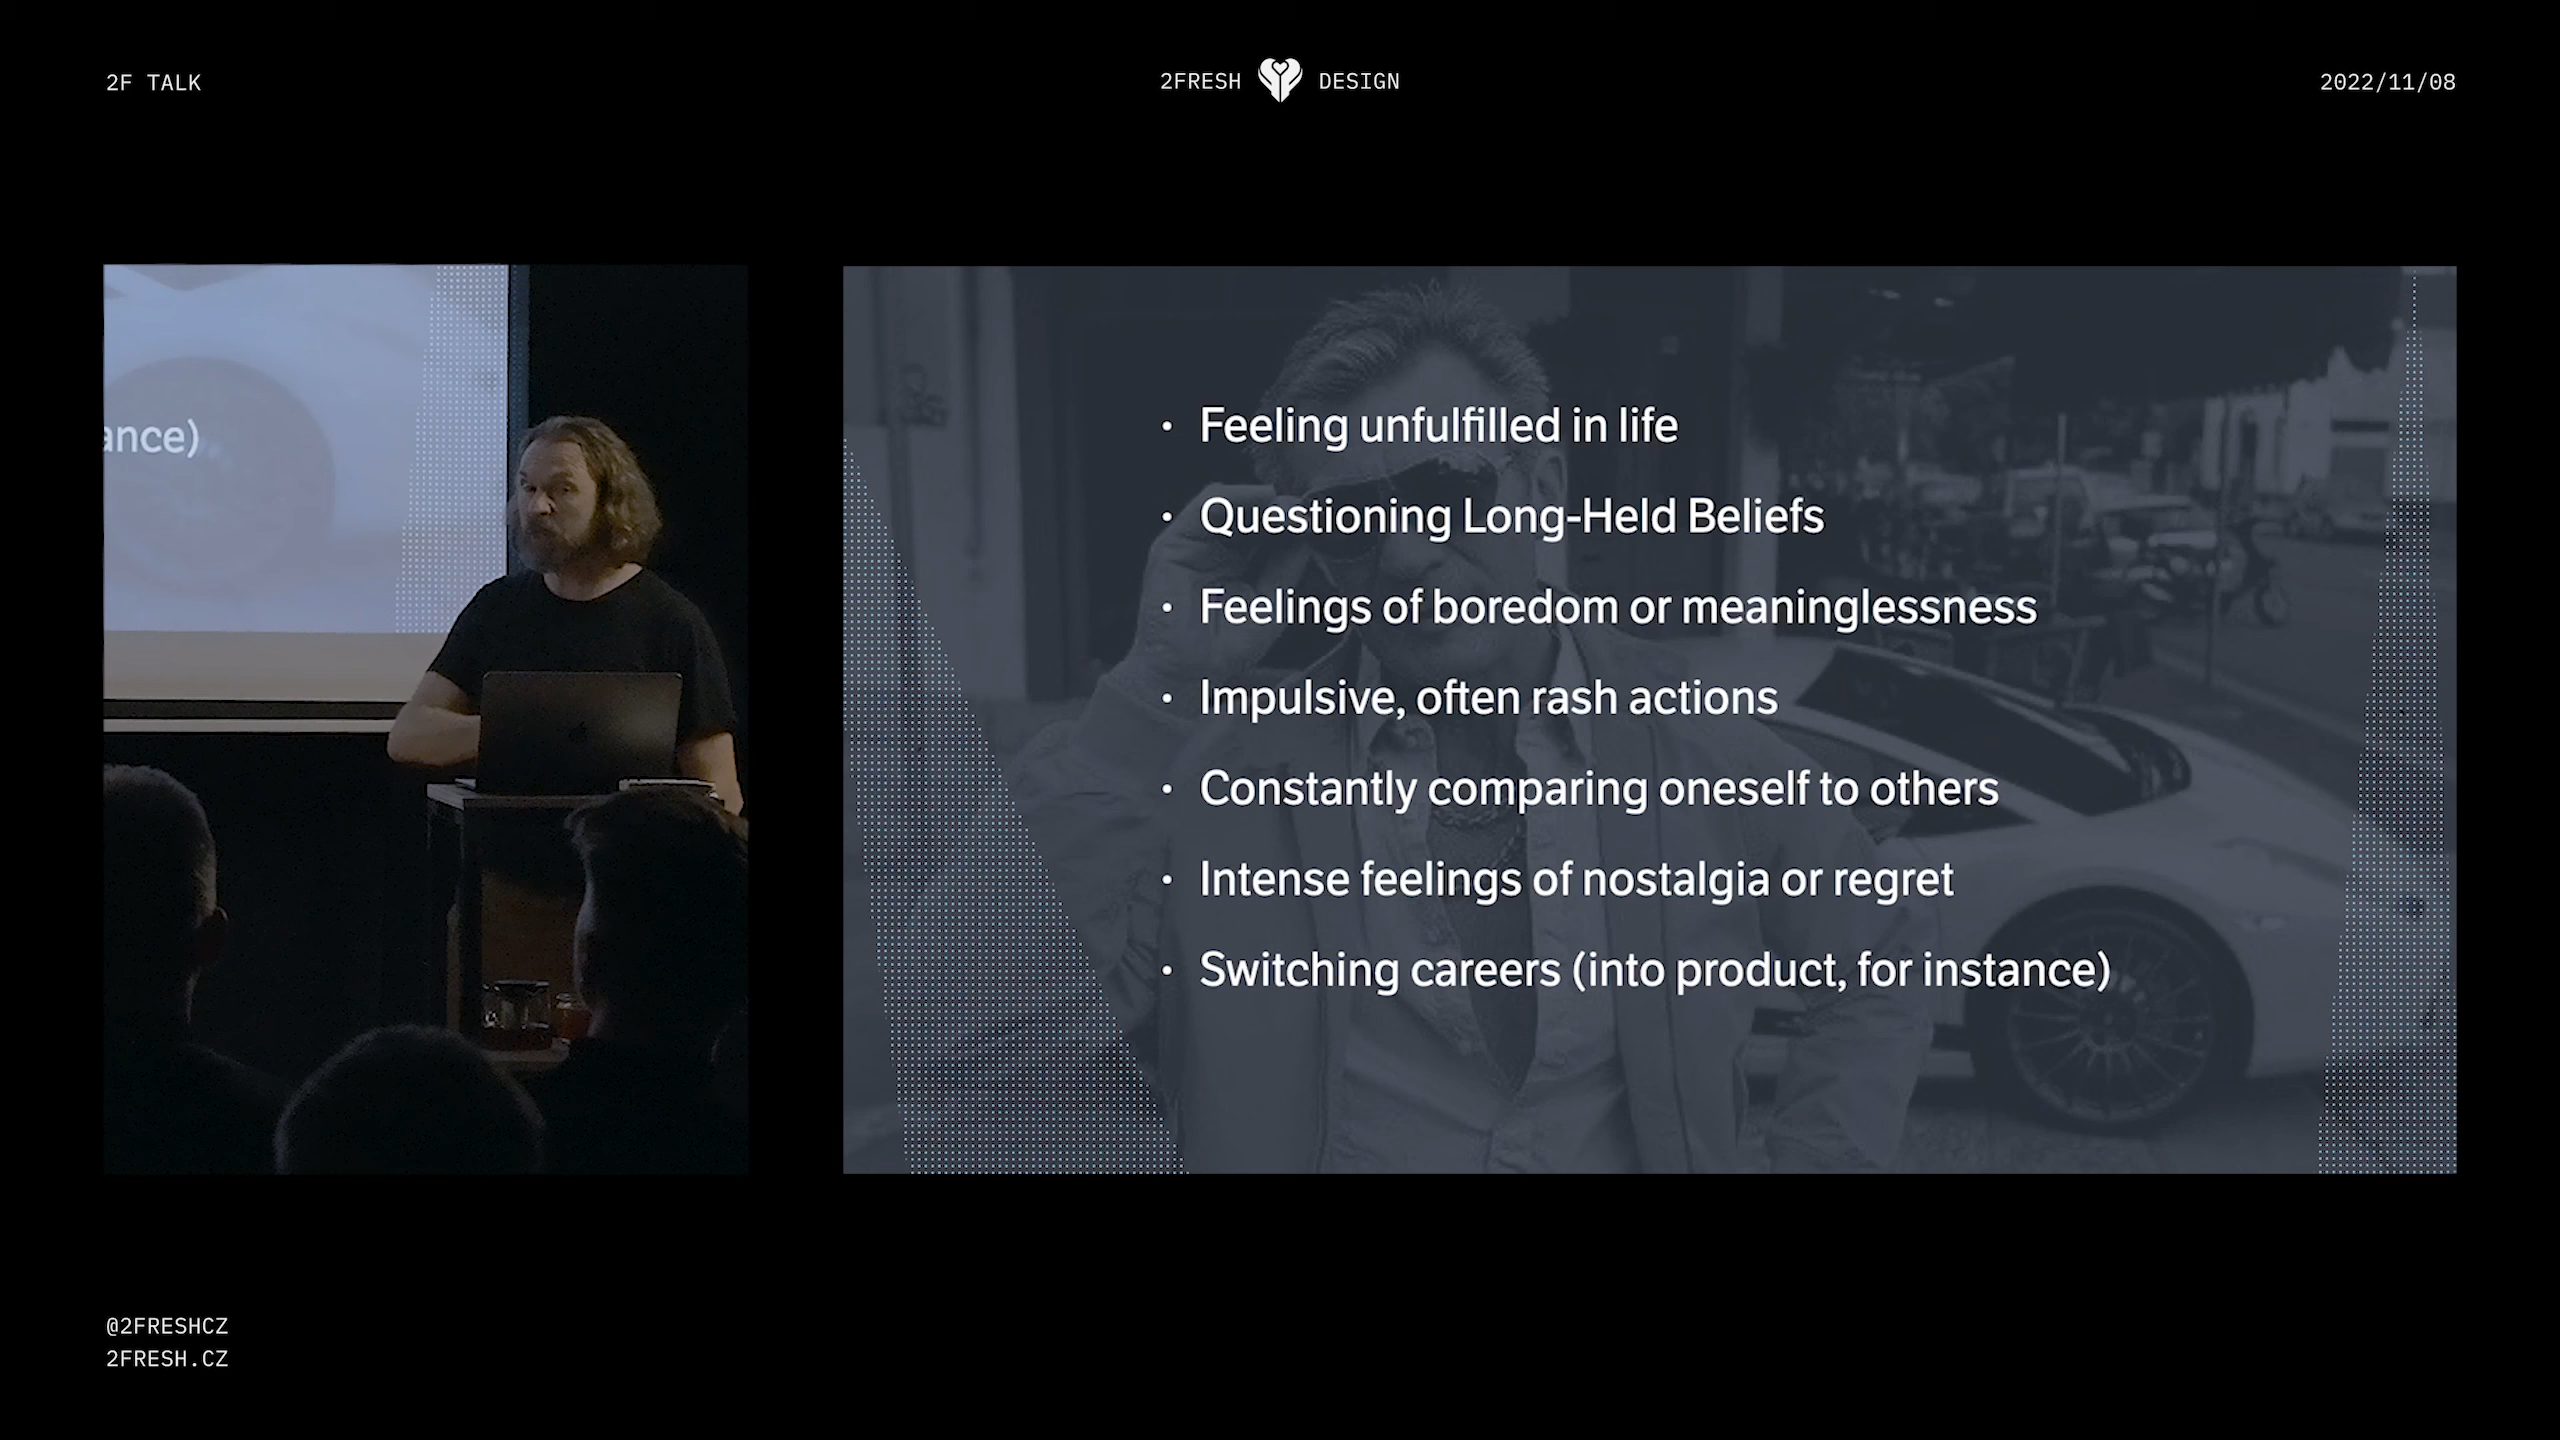 2F TALK
2FRESH DESIGN
2022/11/08
ance)
• Feeling unfulfilled in life
• Questioning Long-Held Beliefs
• Feelings of boredom or meaninglessness
• Impulsive, often rash actions
• Constantly comparing oneself to others
• Intense feelings of nostalgia or regret
• Switching careers (into product, for instance)
@2FRESHCZ
2FRESH.CZ